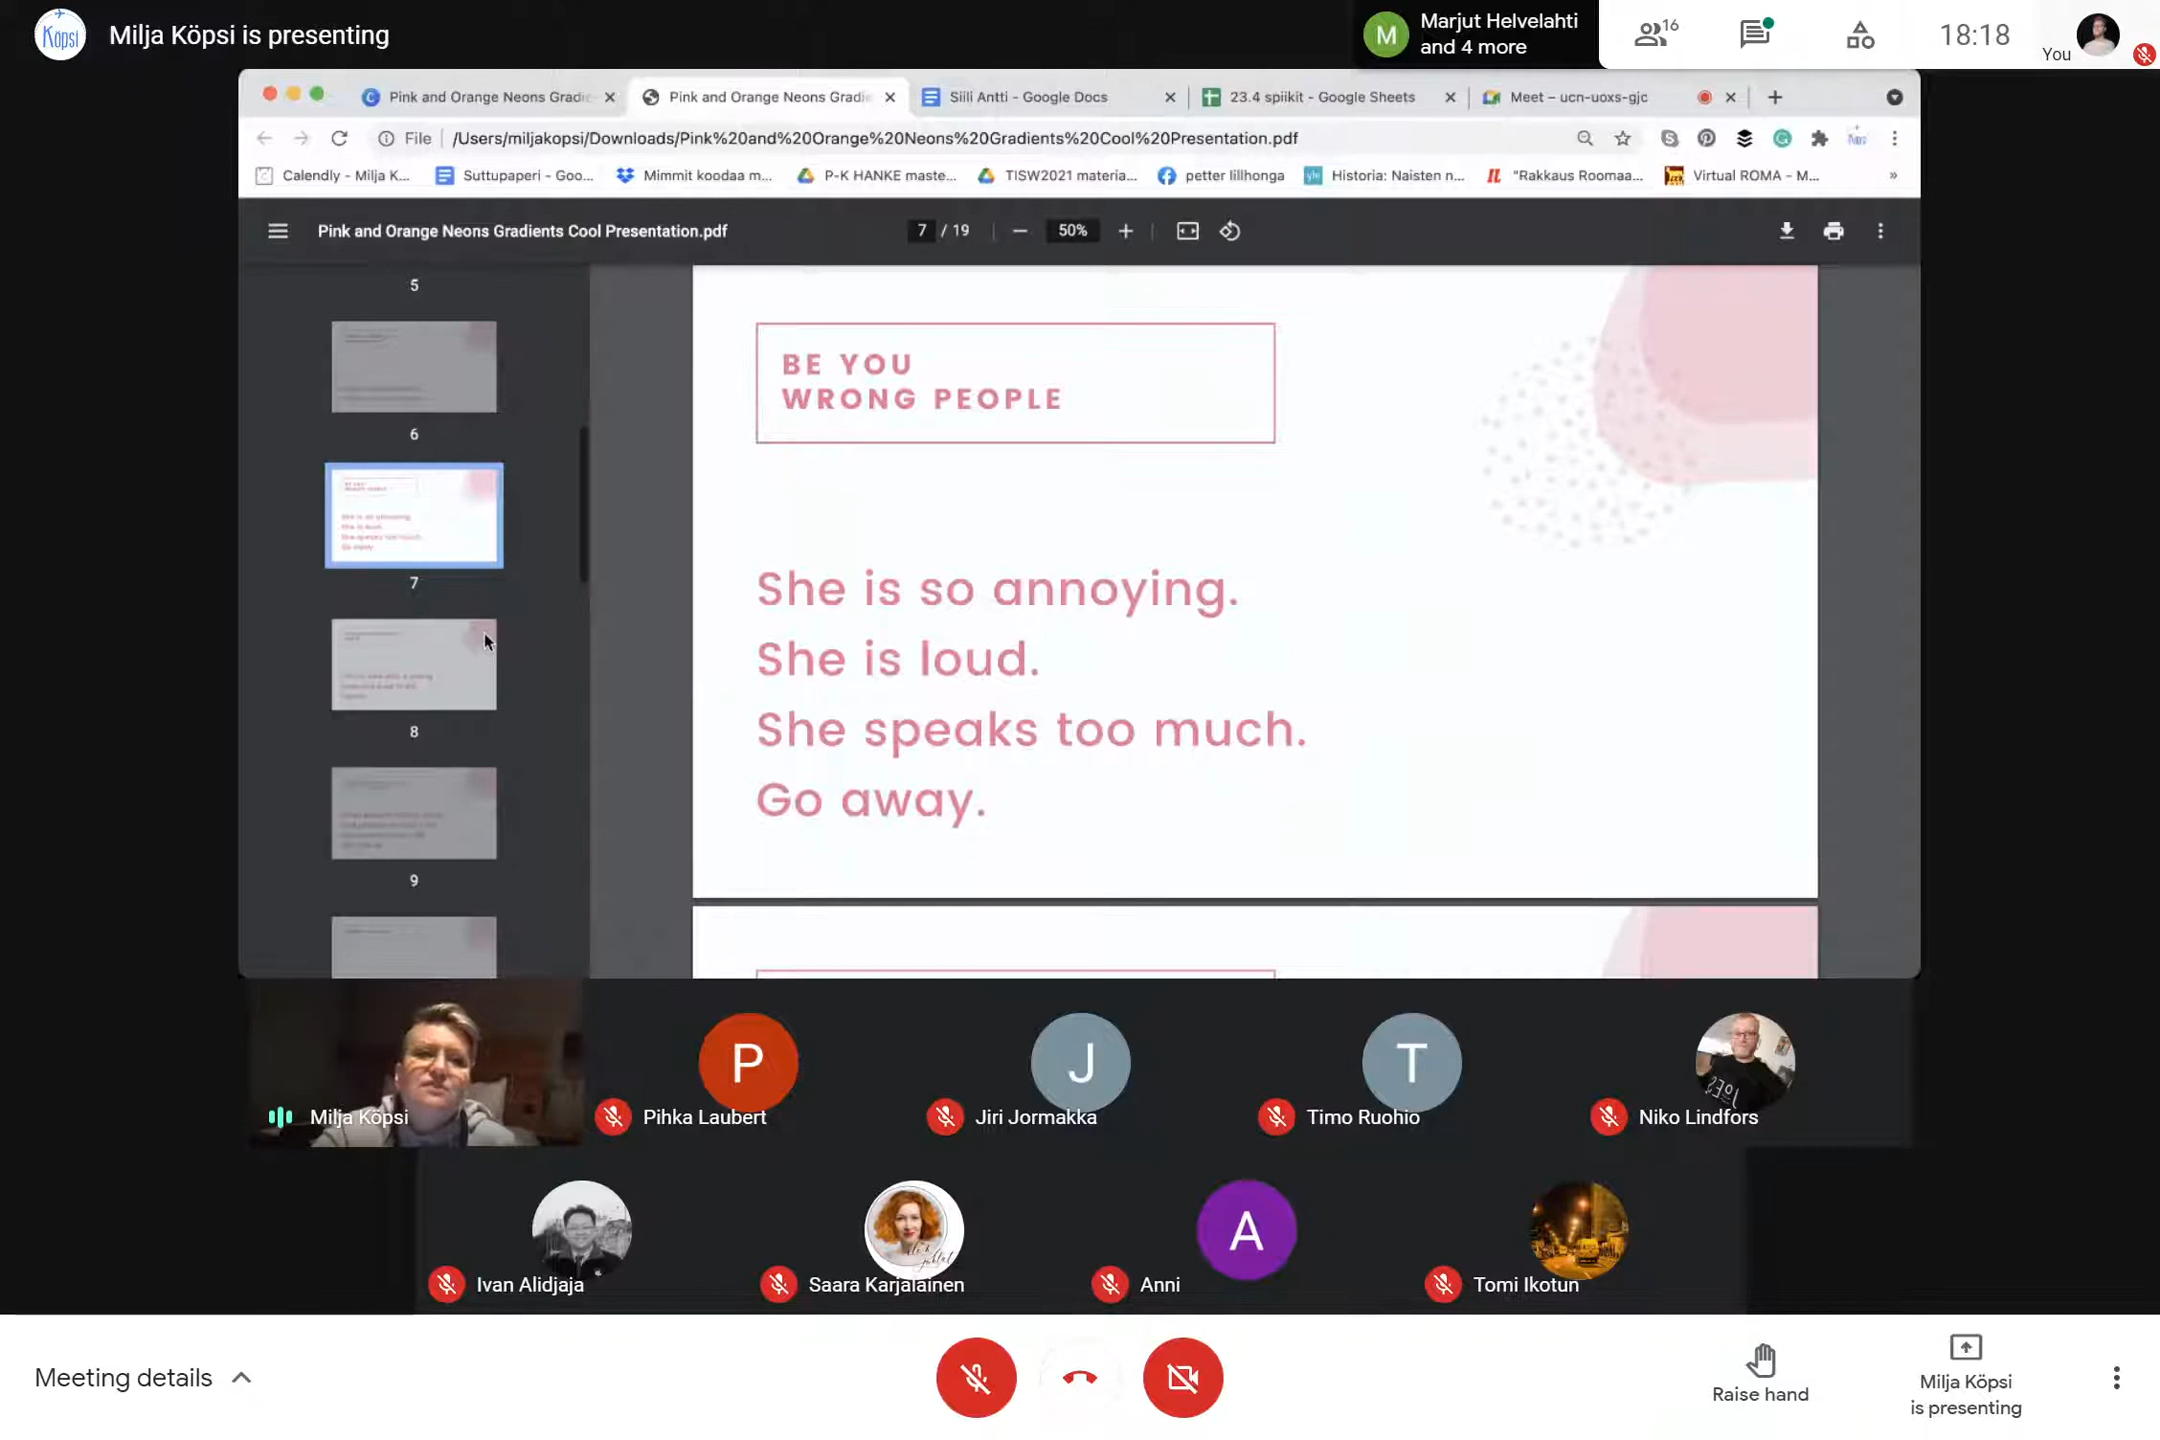 Köpsi
Milja Köpsi is presenting
M
Marjut Helvelahti
and 4 more
16
18:18
You
Pink and Orange Neons Gradie
Pink and Orange Neons Gradie
Siili Antti - Google Docs
23.4 spiikit - Google Sheets
Meet – ucn-uoxs-gjc
File
/Users/miljakopsi/Downloads/Pink%20and%20Orange%20Neons%20Gradients%20Cool%20Presentation.pdf
Calendly - Milja K...
Suttupaperi - Goo...
Mimmit koodaa m...
P-K HANKE maste...
TISW2021 materia...
petter lillhonga
Historia: Naisten n...
"Rakkaus Roomaa...
Virtual ROMA - M...
»
Pink and Orange Neons Gradients Cool Presentation.pdf
7 / 19
50%
5
6
7
8
9
BE YOU
WRONG PEOPLE
She is so annoying.
She is loud.
She speaks too much.
Go away.
Milja Köpsi
P
Pihka Laubert
J
Jiri Jormakka
T
Timo Ruohio
Niko Lindfors
Ivan Alidjaja
Saara Karjalainen
A
Anni
Tomi Ikotun
Meeting details
Raise hand
Milja Köpsi
is presenting